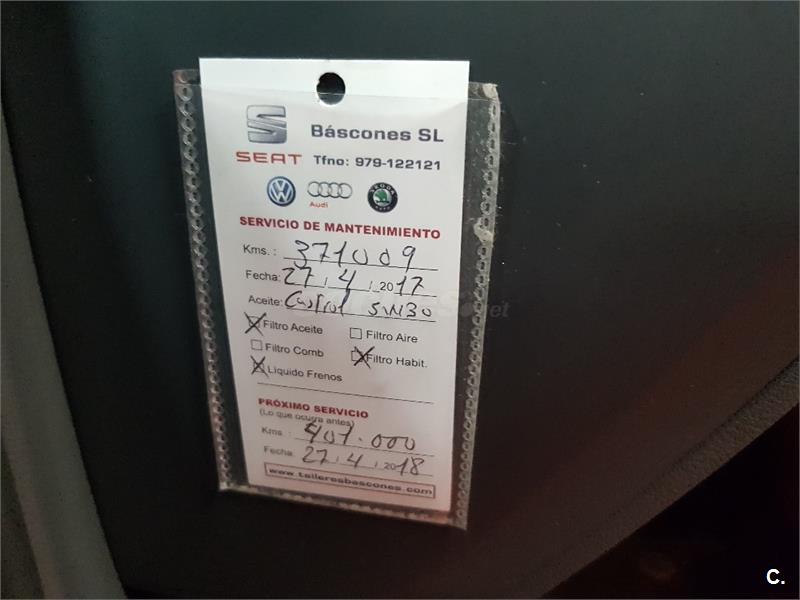 Báscones SL
SEAT Tfno: 979-122121
Audi
SKODA
SERVICIO DE MANTENIMIENTO
Kms. : 371009
Fecha: 27, 4, 2017
Aceite: Castrol 5W30
Filtro Aceite Filtro Aire
Filtro Comb Filtro Habit.
Líquido Frenos
PRÓXIMO SERVICIO
(Lo que ocurra antes)
Kms : 401.000
Fecha 27, 4, 2018
www.talleresbascones.com
C.